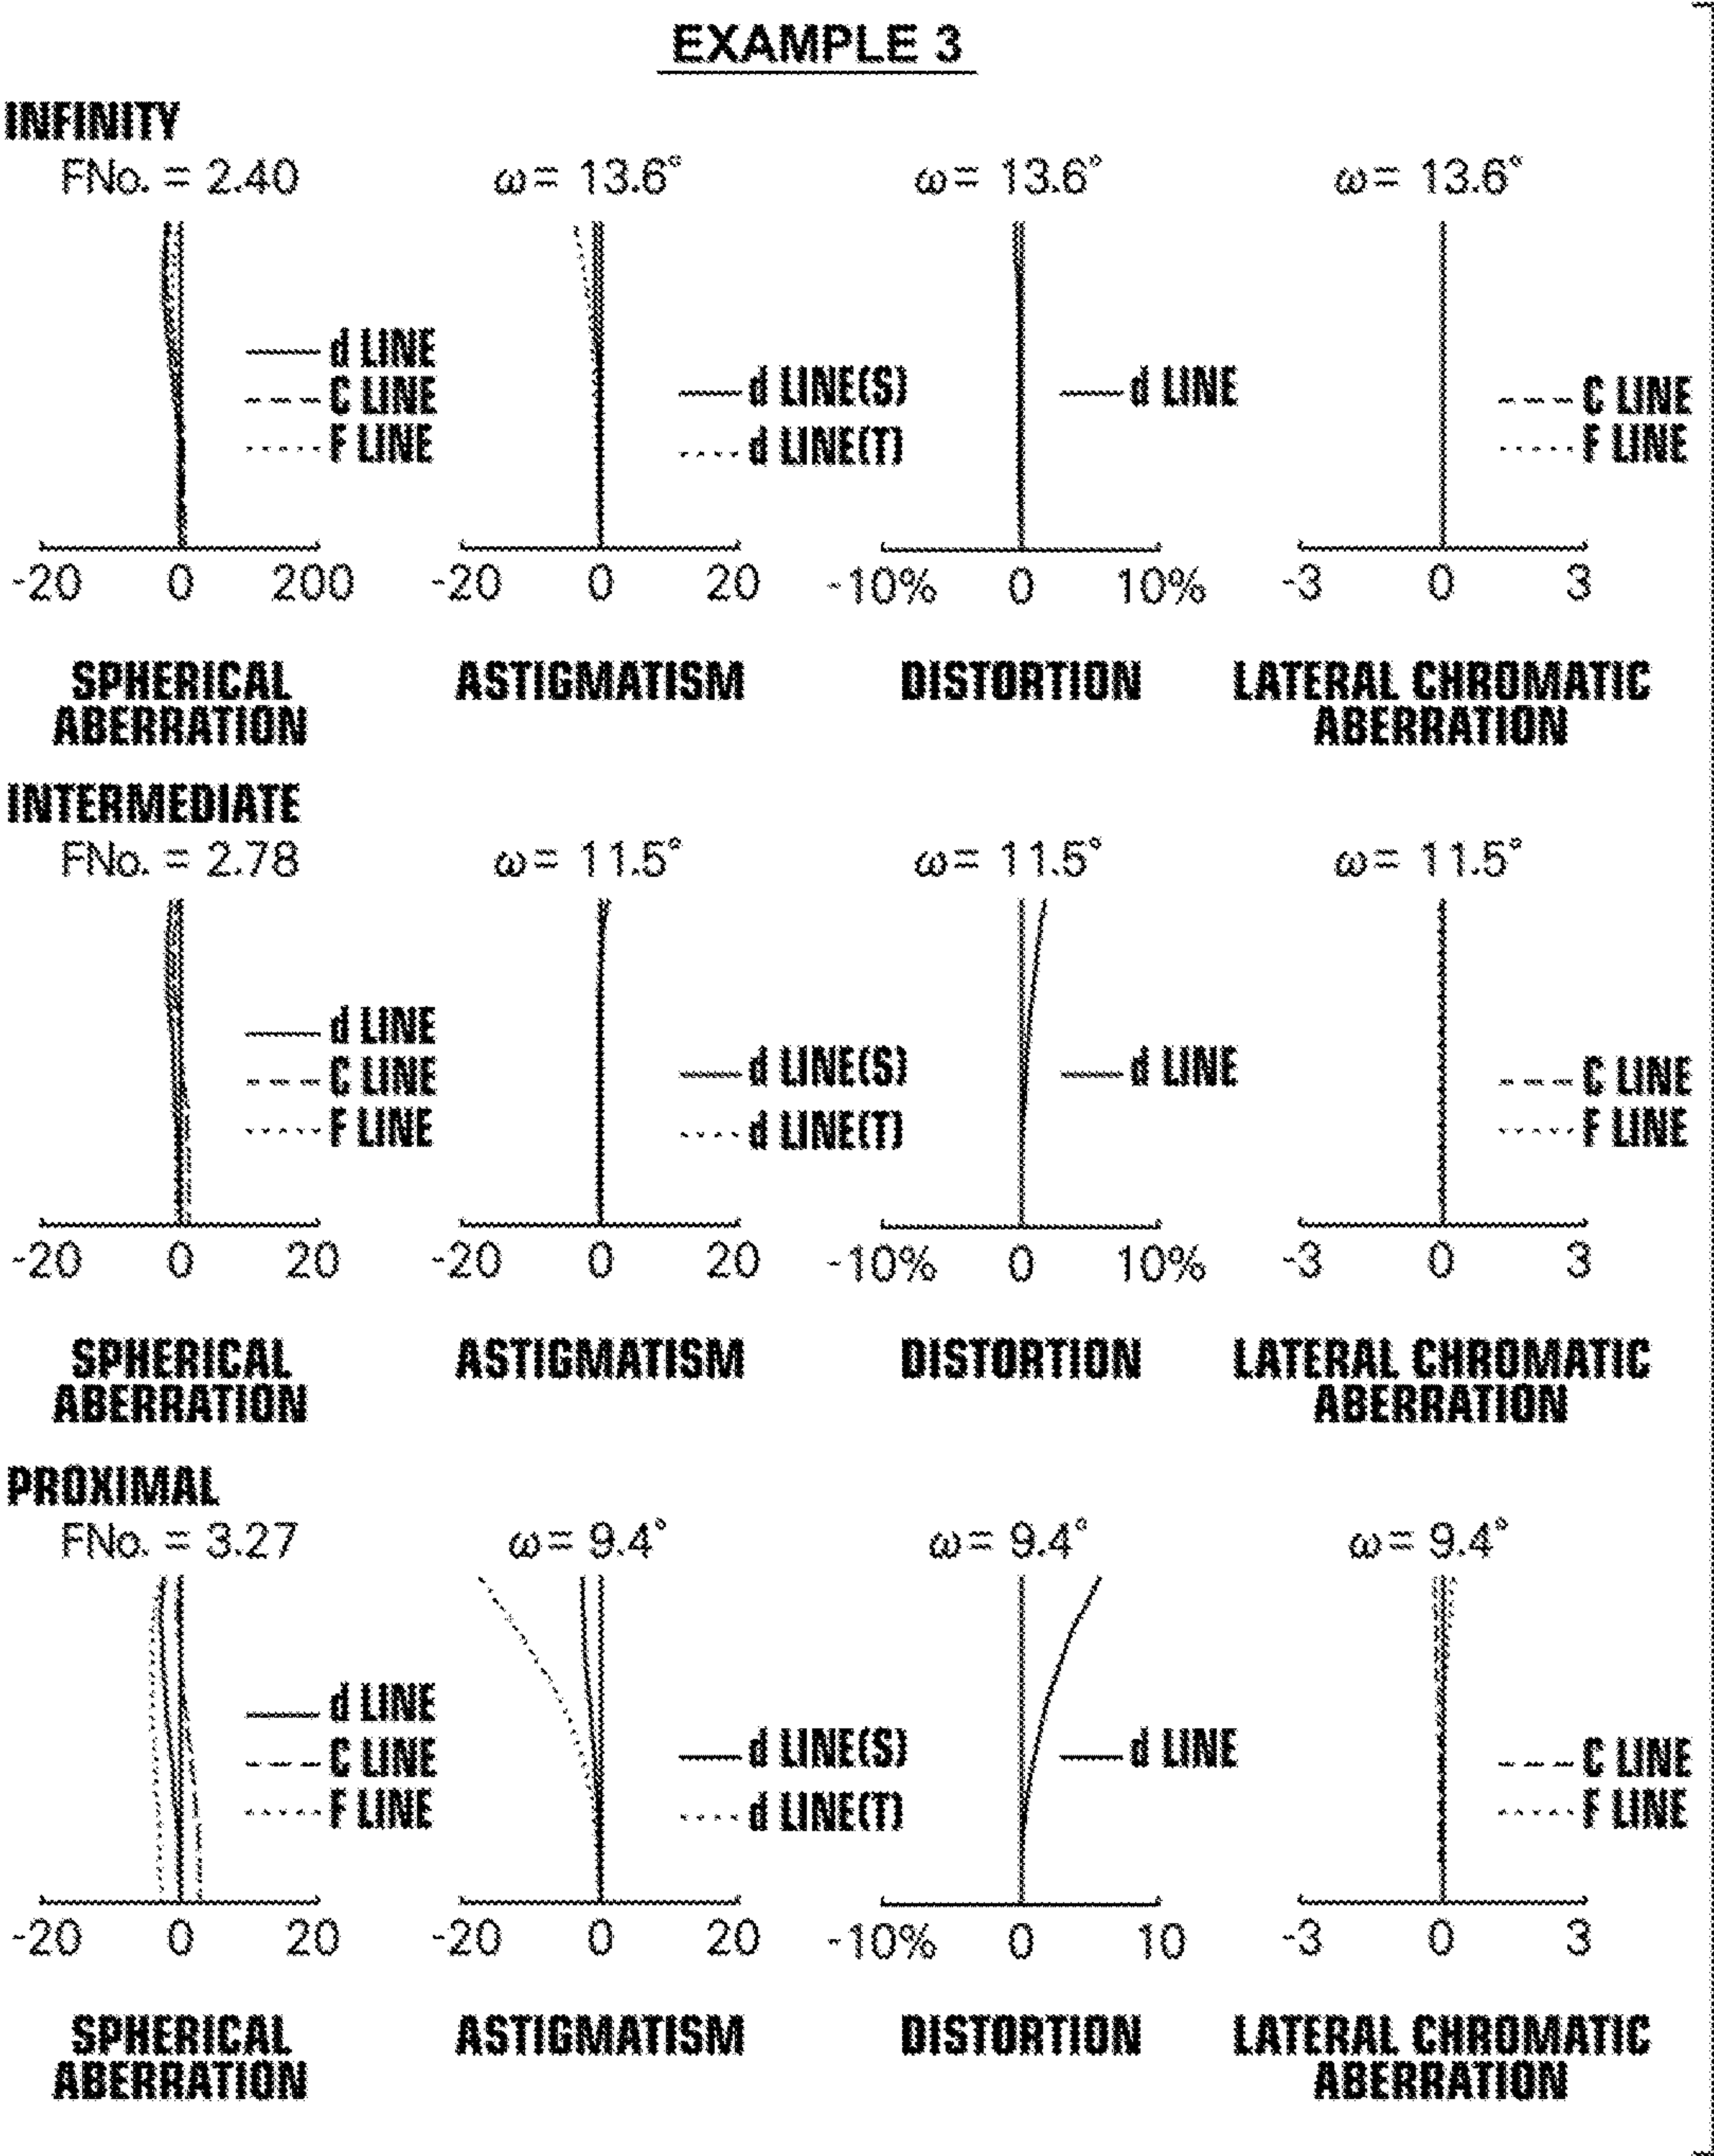 EXAMPLE 3
INFINITY
FNo. = 2.40
ω = 13.6°
ω = 13.6°
ω = 13.6°
d LINE
C LINE
F LINE
d LINE(S)
d LINE(T)
d LINE
C LINE
F LINE
-20 0 200
-20 0 20
-10% 0 10%
-3 0 3
SPHERICAL
ABERRATION
ASTIGMATISM
DISTORTION
LATERAL CHROMATIC
ABERRATION
INTERMEDIATE
FNo. = 2.78
ω = 11.5°
ω = 11.5°
ω = 11.5°
d LINE
C LINE
F LINE
d LINE(S)
d LINE(T)
d LINE
C LINE
F LINE
-20 0 20
-20 0 20
-10% 0 10%
-3 0 3
SPHERICAL
ABERRATION
ASTIGMATISM
DISTORTION
LATERAL CHROMATIC
ABERRATION
PROXIMAL
FNo. = 3.27
ω = 9.4°
ω = 9.4°
ω = 9.4°
d LINE
C LINE
F LINE
d LINE(S)
d LINE(T)
d LINE
C LINE
F LINE
-20 0 20
-20 0 20
-10% 0 10
-3 0 3
SPHERICAL
ABERRATION
ASTIGMATISM
DISTORTION
LATERAL CHROMATIC
ABERRATION